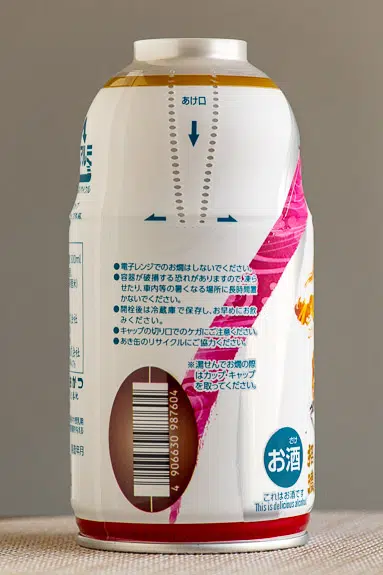 あけ口
●電子レンジでのお燗はしないでください。
●容器が破損する恐れがありますので、凍ら
せたり、車内等の暑くなる場所に長時間置
かないでください。
●開栓後は冷蔵庫で保存し、お早めにお飲
みください。
●キャップの切り口でのケガにご注意ください。
●あき缶のリサイクルにご協力ください。
※湯せんでお燗の際
はカップ・キャップ
を取ってください。
4 906630 987604
さけ
お酒
これはお酒です
This is delicious alcohol